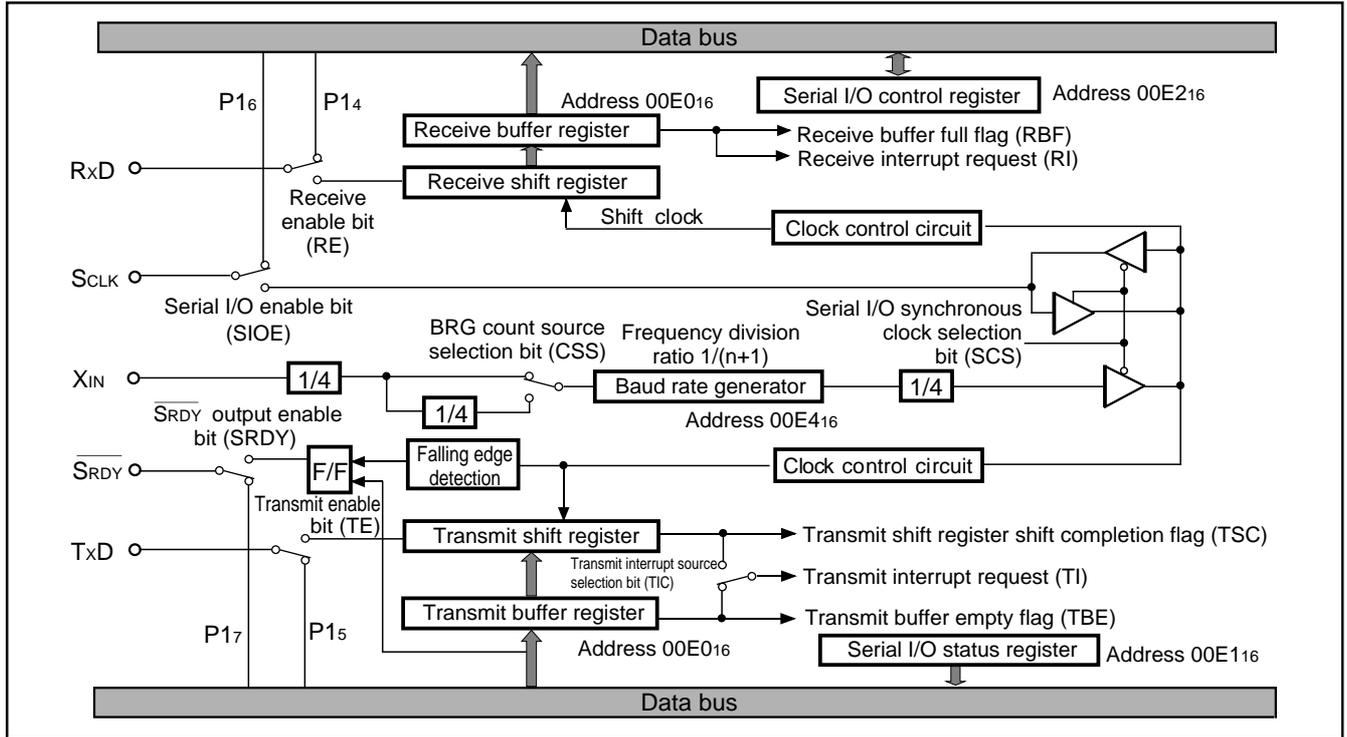 Data bus
P16
P14
Address 00E016
Serial I/O control register
Address 00E216
Receive buffer register
Receive buffer full flag (RBF)
Receive interrupt request (RI)
RXD
Receive shift register
Receive
enable bit
(RE)
Shift clock
Clock control circuit
SCLK
Serial I/O enable bit
(SIOE)
Serial I/O synchronous
clock selection
bit (SCS)
BRG count source
selection bit (CSS)
Frequency division
ratio 1/(n+1)
XIN
1/4
1/4
Baud rate generator
1/4
Address 00E416
SRDY output enable
bit (SRDY)
SRDY
F/F
Falling edge
detection
Clock control circuit
Transmit enable
bit (TE)
TXD
Transmit shift register
Transmit shift register shift completion flag (TSC)
Transmit interrupt source
selection bit (TIC)
Transmit interrupt request (TI)
Transmit buffer register
Transmit buffer empty flag (TBE)
P17
P15
Address 00E016
Serial I/O status register
Address 00E116
Data bus